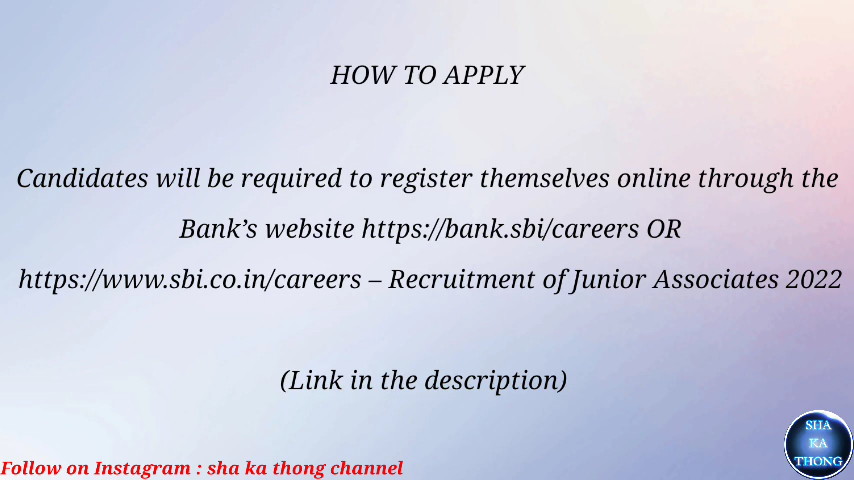 HOW TO APPLY
Candidates will be required to register themselves online through the
Bank’s website https://bank.sbi/careers OR
https://www.sbi.co.in/careers – Recruitment of Junior Associates 2022
(Link in the description)
SHA
KA
THONG
Follow on Instagram : sha ka thong channel